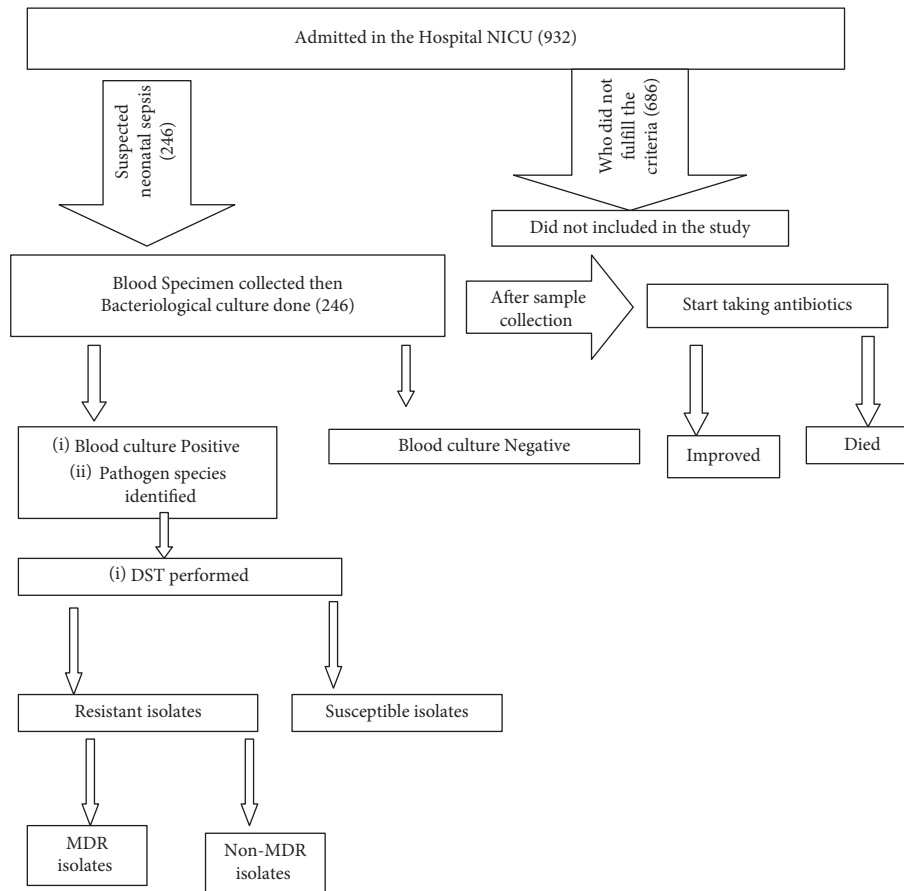 Admitted in the Hospital NICU (932)
Suspected
neonatal sepsis
(246)
Who did not
fulfill the
criteria (686)
Did not included in the study
Blood Specimen collected then
Bacteriological culture done (246)
After sample
collection
Start taking antibiotics
(i) Blood culture Positive
(ii) Pathogen species
identified
Blood culture Negative
Improved
Died
(i) DST performed
Resistant isolates
Susceptible isolates
MDR
isolates
Non-MDR
isolates